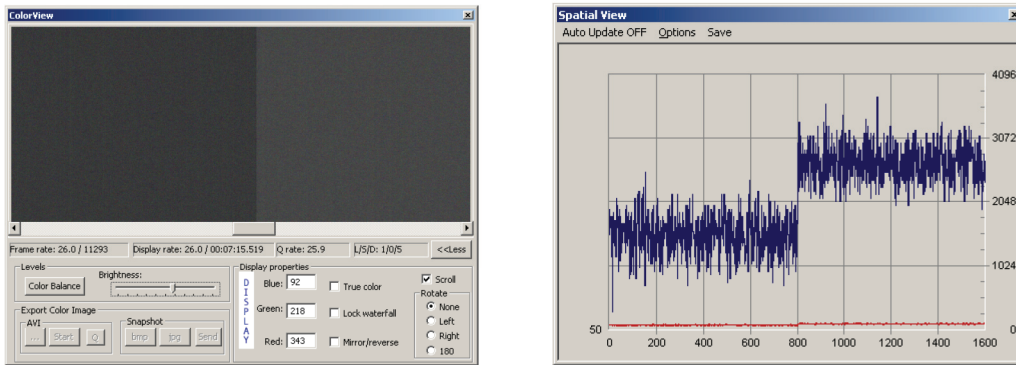 ColorView
Frame rate: 26.0 / 11293 Display rate: 26.0 / 00:07:15.519 Q rate: 25.9 L/S/D: 1/0/5 <<Less
Levels
Color Balance Brightness:
Export Color Image
AVI
... Start Q
Snapshot
bmp jpg Send
Display properties
DISPLAY
Blue: 92 True color
Green: 218 Lock waterfall
Red: 343 Mirror/reverse
Scroll
Rotate
None
Left
Right
180
Spatial View
Auto Update OFF Options Save
4096
3072
2048
1024
50 0
0 200 400 600 800 1000 1200 1400 1600